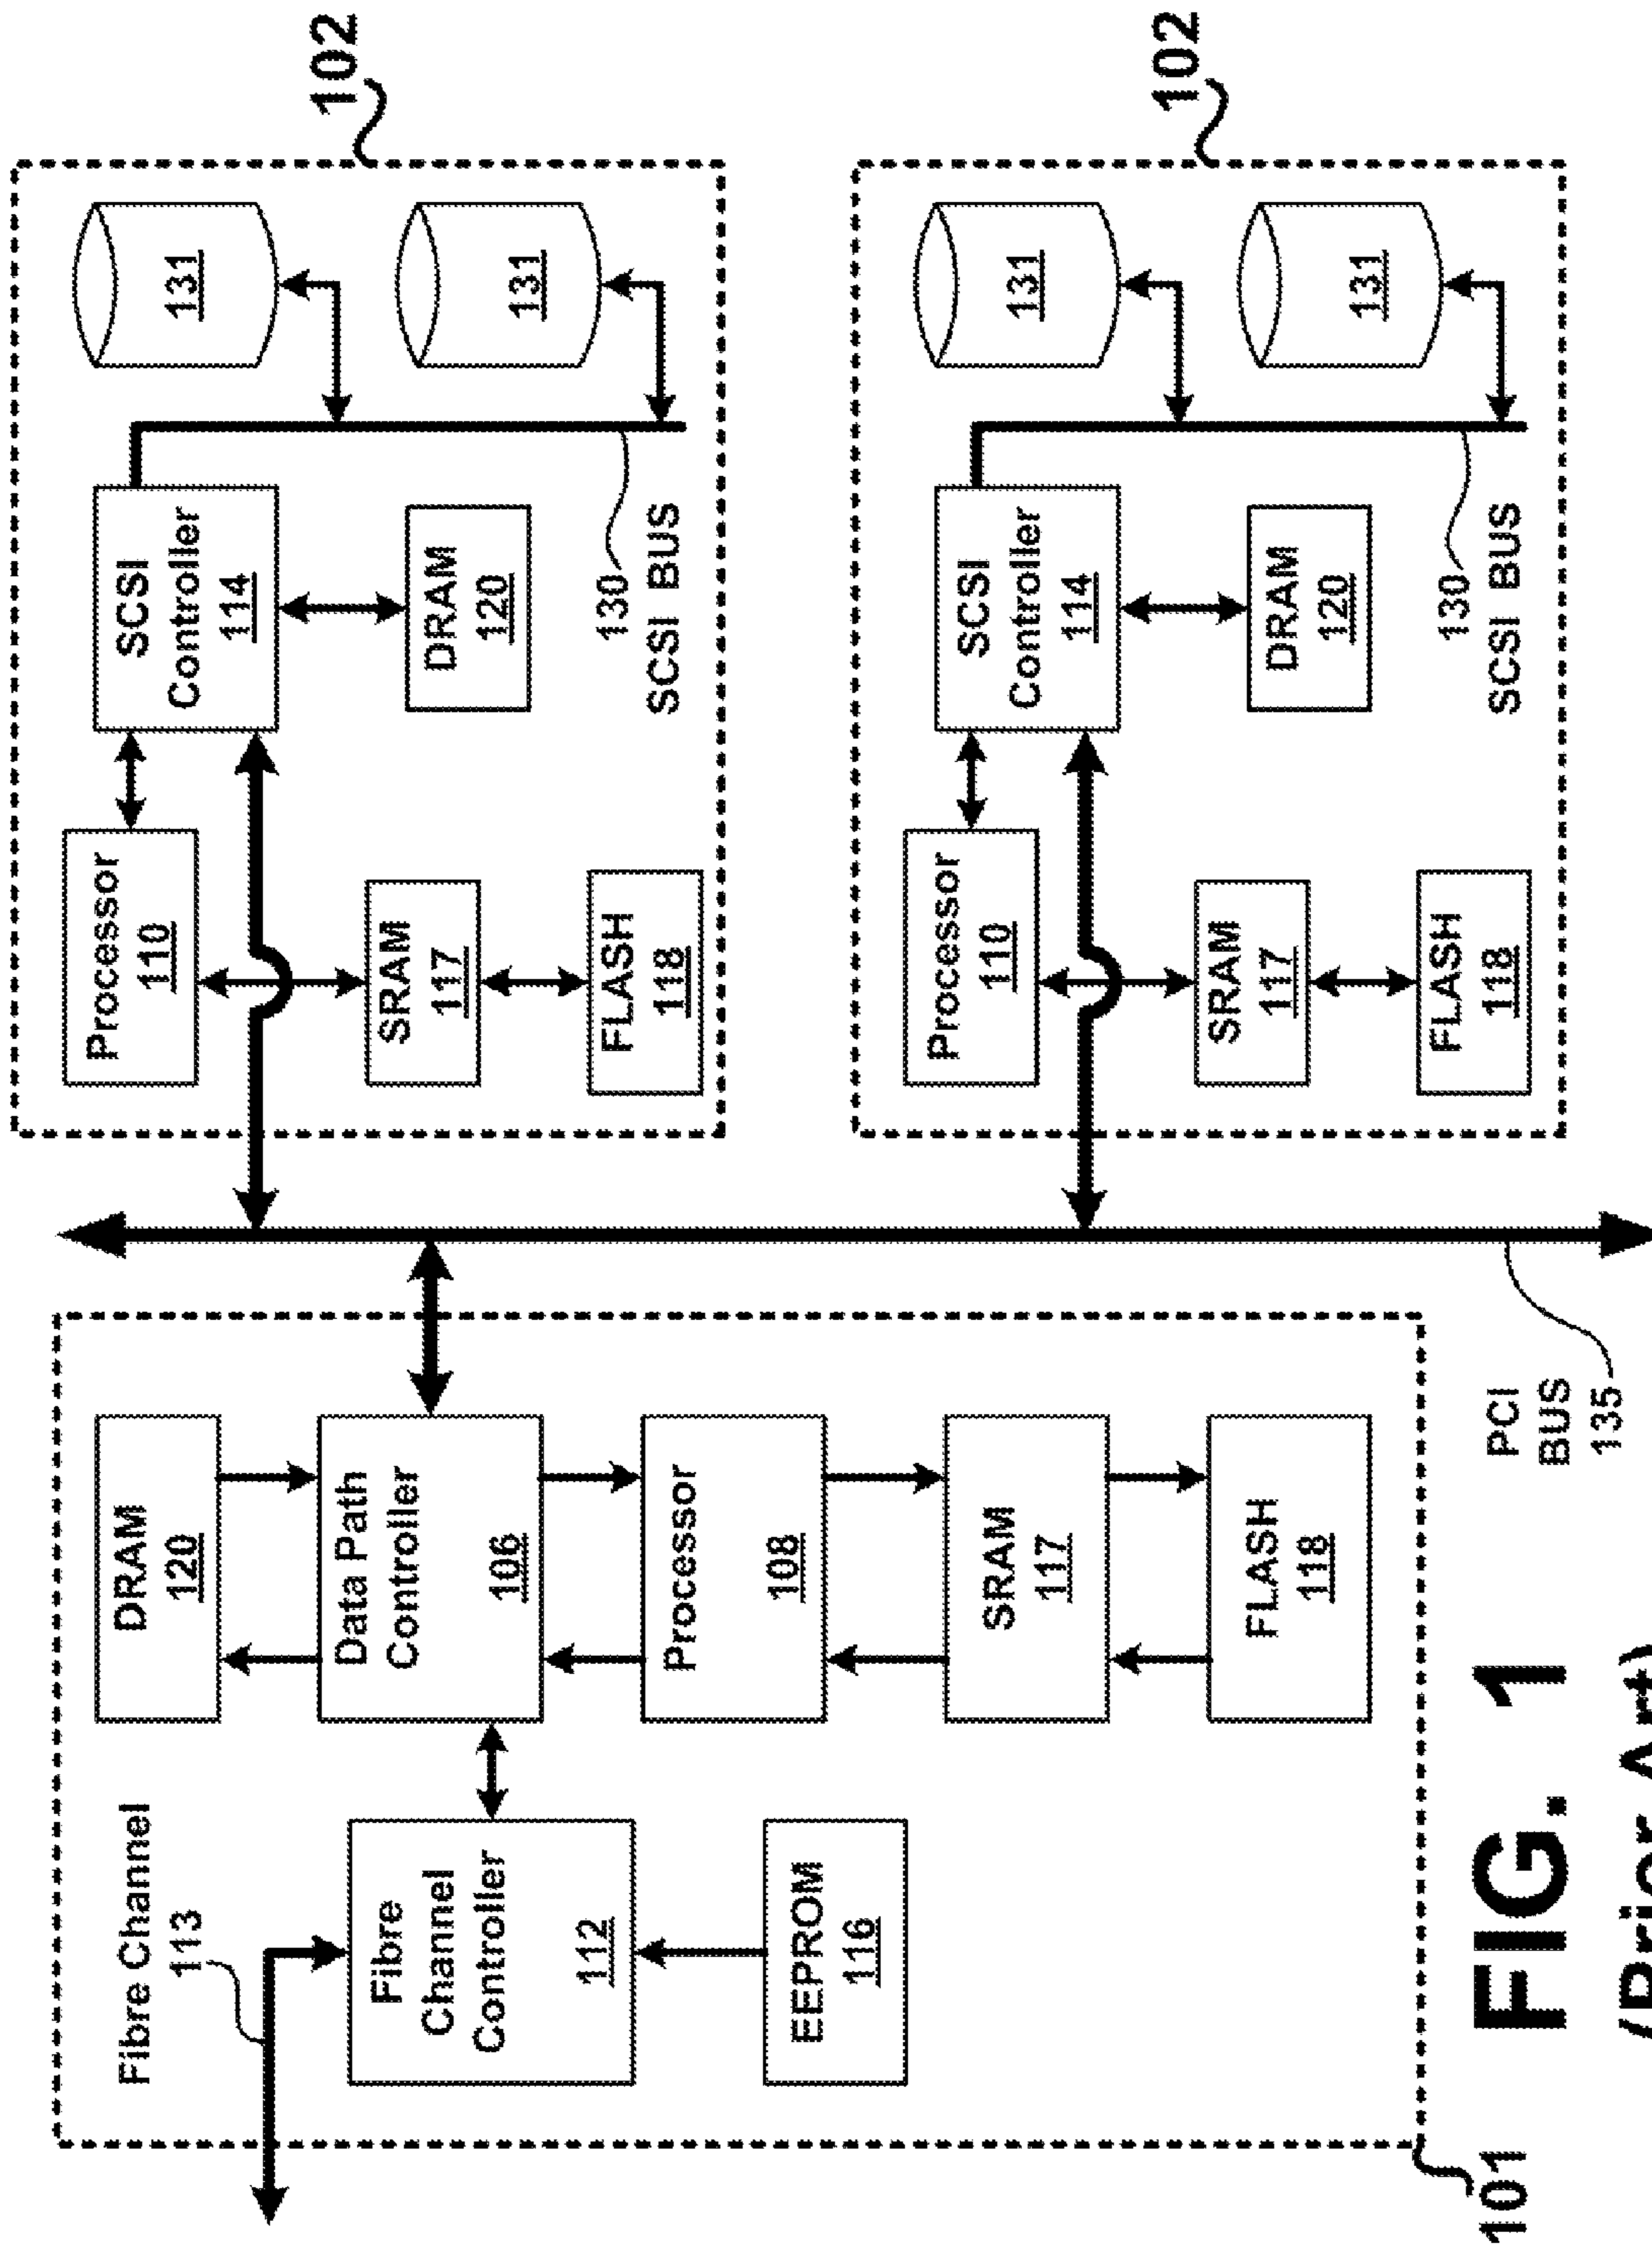 Fibre Channel
113
Fibre
Channel
Controller
112
EEPROM
116
DRAM
120
Data Path
Controller
106
Processor
108
SRAM
117
FLASH
118
101
PCI
BUS
135
Processor
110
SCSI
Controller
114
SRAM
117
FLASH
118
DRAM
120
130
SCSI BUS
131
131
102
Processor
110
SCSI
Controller
114
SRAM
117
FLASH
118
DRAM
120
130
SCSI BUS
131
131
102
FIG. 1
(Prior Art)